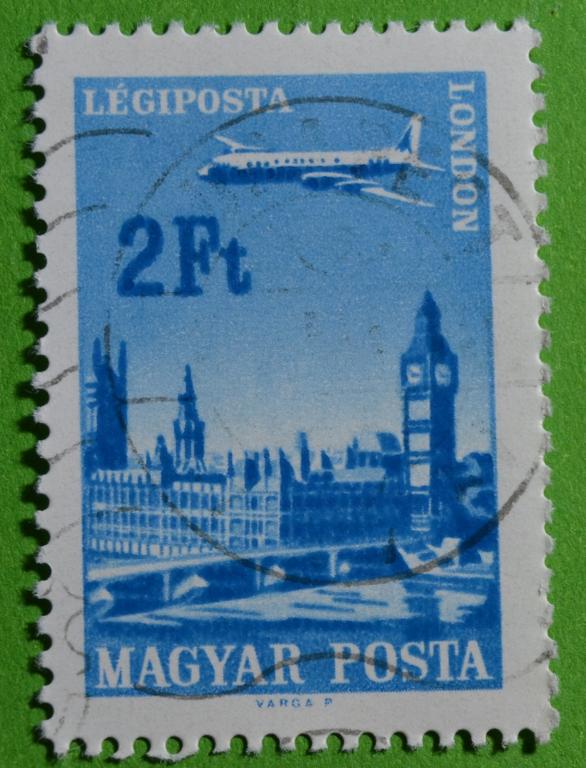 LÉGIPOSTA
LONDON
2Ft
MAGYAR POSTA
VARGA P